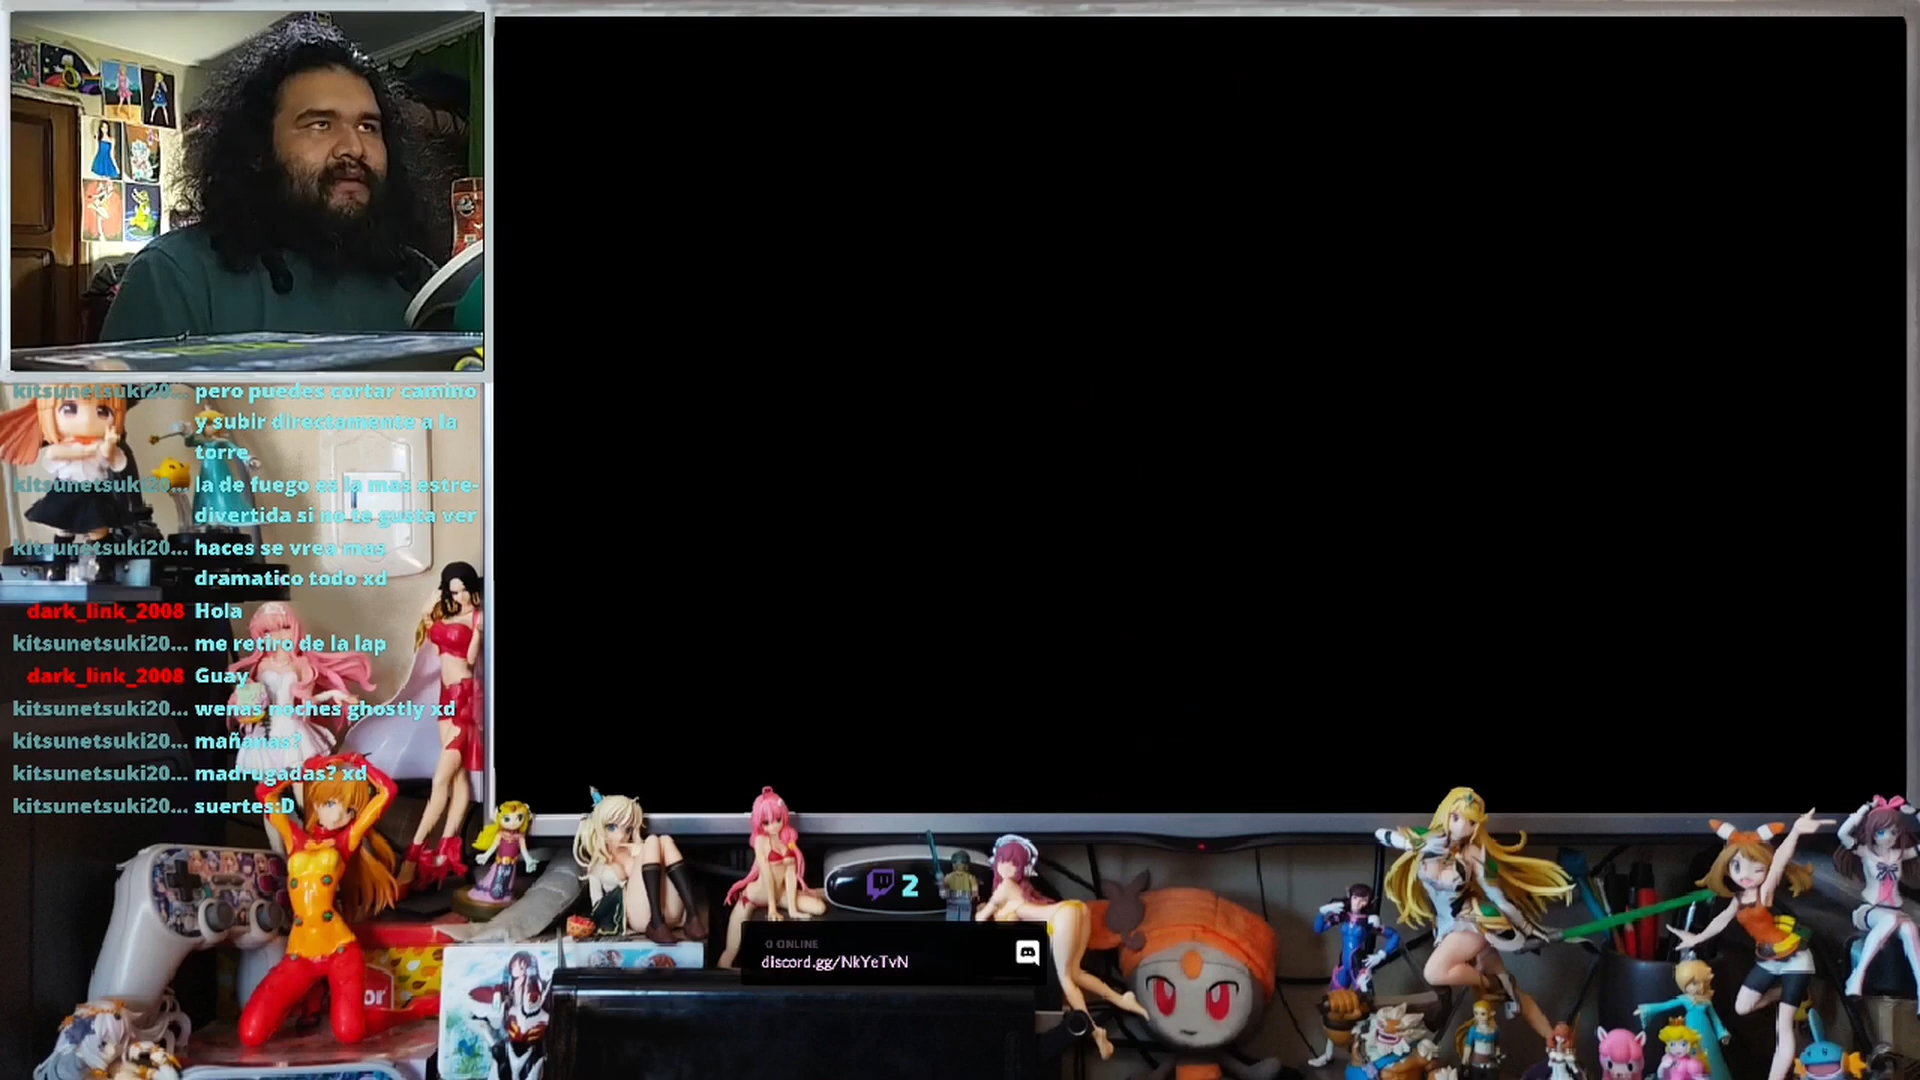 kitsunetsuki20... pero puedes cortar camino
y subir directamente a la
torre
kitsunetsuki20... la de fuego es la mas estre-
divertida si no te gusta ver
kitsunetsuki20... haces se vrea mas
dramatico todo xd
dark_link_2008 Hola
kitsunetsuki20... me retiro de la lap
dark_link_2008 Guay
kitsunetsuki20... wenas noches ghostly xd
kitsunetsuki20... mañanas?
kitsunetsuki20... madrugadas? xd
kitsunetsuki20... suertes:D
2
0 ONLINE
discord.gg/NkYeTvN
or